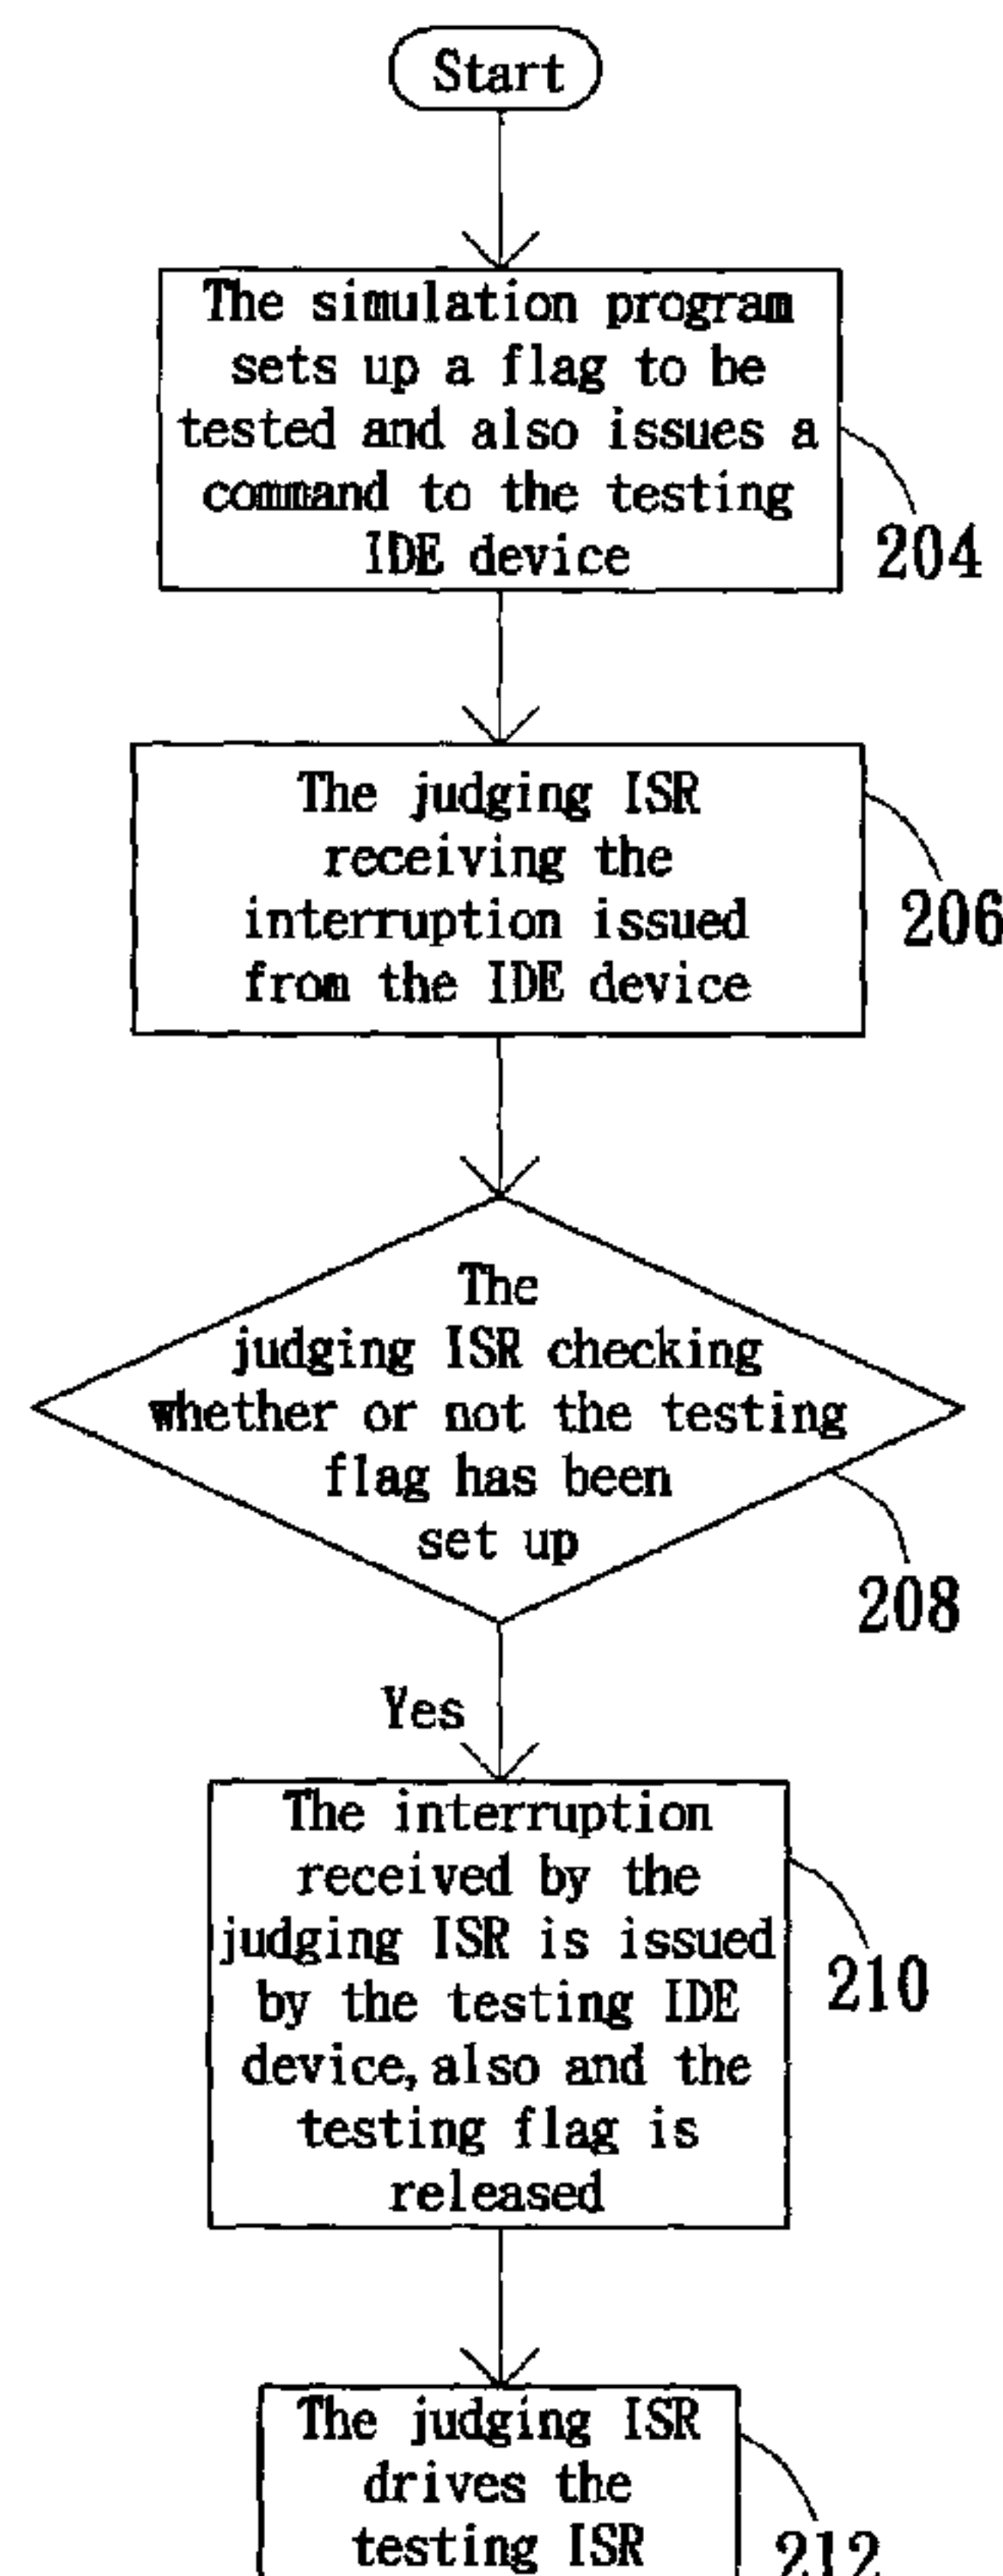 Start
The simulation program
sets up a flag to be
tested and also issues a
command to the testing
IDE device
204
The judging ISR
receiving the
interruption issued
from the IDE device
206
The
judging ISR checking
whether or not the testing
flag has been
set up
208
Yes
The interruption
received by the
judging ISR is issued
by the testing IDE
device, also and the
testing flag is
released
210
The judging ISR
drives the
testing ISR
212